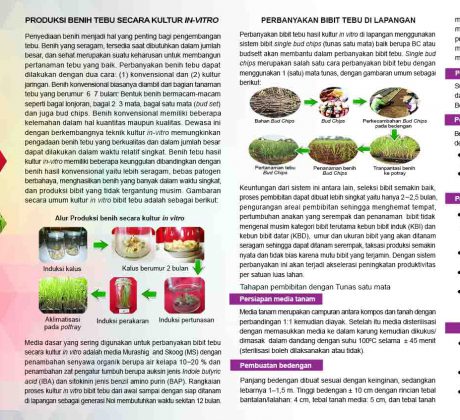 PRODUKSI BENIH TEBU SECARA KULTUR IN-VITRO
Penyediaan benih menjadi hal yang penting bagi pengembangan
tebu. Benih yang seragam, tersedia saat dibutuhkan dalam jumlah
besar, dan sehat merupakan suatu keharusan untuk membangun
pertanaman tebu yang baik. Perbanyakan benih tebu dapat
dilakukan dengan dua cara: (1) konvensional dan (2) kultur
jaringan. Benih konvensional biasanya diambil dari bagian tanaman
tebu yang berumur 6 7 bulan: Bentuk benih bermacam-macam
seperti bagal lonjoran, bagal 2 3 mata, bagal satu mata (bud set)
dan juga bud chips. Benih konvensional memiliki beberapa
kelemahan dalam hal kuantitas maupun kualitas. Dewasa ini
dengan berkembangnya teknik kultur in-vitro memungkinkan
pengadaan benih tebu yang berkualitas dan dalam jumlah besar
dapat dilakukan dalam waktu relatif singkat. Benih tebu hasil
kultur in-vitro memiliki beberapa keunggulan dibandingkan dengan
benih hasil konvensional yaitu lebih seragam, bebas patogen
berbahaya, menghasilkan benih yang banyak dalam waktu singkat,
dan produksi bibit yang tidak tergantung musim. Gambaran
secara umum kultur in vitro bibit tebu adalah sebagai berikut:
Alur Produksi benih secara kultur in vitro
Induksi kalus
Kalus berumur 2 bulan
Aklimatisasi
pada pottray
Induksi perakaran
Induksi pertunasan
Media dasar yang sering digunakan untuk perbanyakan bibit tebu
secara kultur in vitro adalah media Murasfig and Skoog (MS) dengan
penambahan senyawa organik berupa air kelapa 10–20 % dan
penambahan zat pengatur tumbuh berupa auksin jenis Indole butyric
acid (IBA) dan sitokinin jenis benzil amino purin (BAP). Rangkaian
proses kultur in vitro bibit tebu dari awal sampai dengan siap ditanam
di lapangan sebagai generasi Nol membutuhkan waktu sekitar 12 bulan.
PERBANYAKAN BIBIT TEBU DI LAPANGAN
Perbanyakan bibit tebu hasil kultur in vitro di lapangan menggunakan
sistem bibit single bud chips (tunas satu mata) baik berupa BC atau
budsett akan membantu dalam perbanyakan bibit tebu. Single bud
chips merupakan salah satu cara perbanyakan bibit tebu dengan
menggunakan 1 (satu) mata tunas, dengan gambaran umum sebagai
berikut:
Bahan Bud Chips
Bud Chips
Perkecambahan Bud Chips
pada bedengan
Pertanaman tebu
Bud Chips
Penanaman benih
Bud Chips
Tranpantasi benih
ke pottray
Keuntungan dari sistem ini antara lain, seleksi bibit semakin baik,
proses pembibitan dapat dibuat lebih singkat yaitu hanya 2–2,5 bulan,
pengurangan areal pembibitan sehingga menghemat tempat,
pertumbuhan anakan yang serempak dan penanaman bibit tidak
mengenal musim kategori bibit terutama kebun bibit induk (KBI) dan
kebun bibit datar (KBD), umur dan ukuran bibit yang akan ditanam
seragam sehingga dapat ditanam serempak, taksasi produksi semakin
nyata dan tidak bias karena mutu bibit yang terjamin. Dengan sistem
perbanyakan ini akan terjadi akselerasi peningkatan produktivitas
per satuan luas lahan.
Tahapan pembibitan dengan Tunas satu mata
Persiapan media tanam
Media tanam merupakan campuran antara kompos dan tanah dengan
perbandingan 1:1 kemudian diayak. Setelah itu media disterilisasi
dengan memasukkan media ke dalam karung kemudian dikukus/
dimasak dalam dandang dengan suhu 100ºC selama ± 45 menit
(sterilisasi boleh dilaksanakan atau tidak).
Pembuatan bedengan
Panjang bedengan dibuat sesuai dengan keinginan, sedangkan
lebarnya 1–1,5 m. Tinggi bedengan ± 10 cm dengan rincian tebal
bantalan/lalahan: 4 cm, tebal tanah media: 5 cm, dan tebal tanah